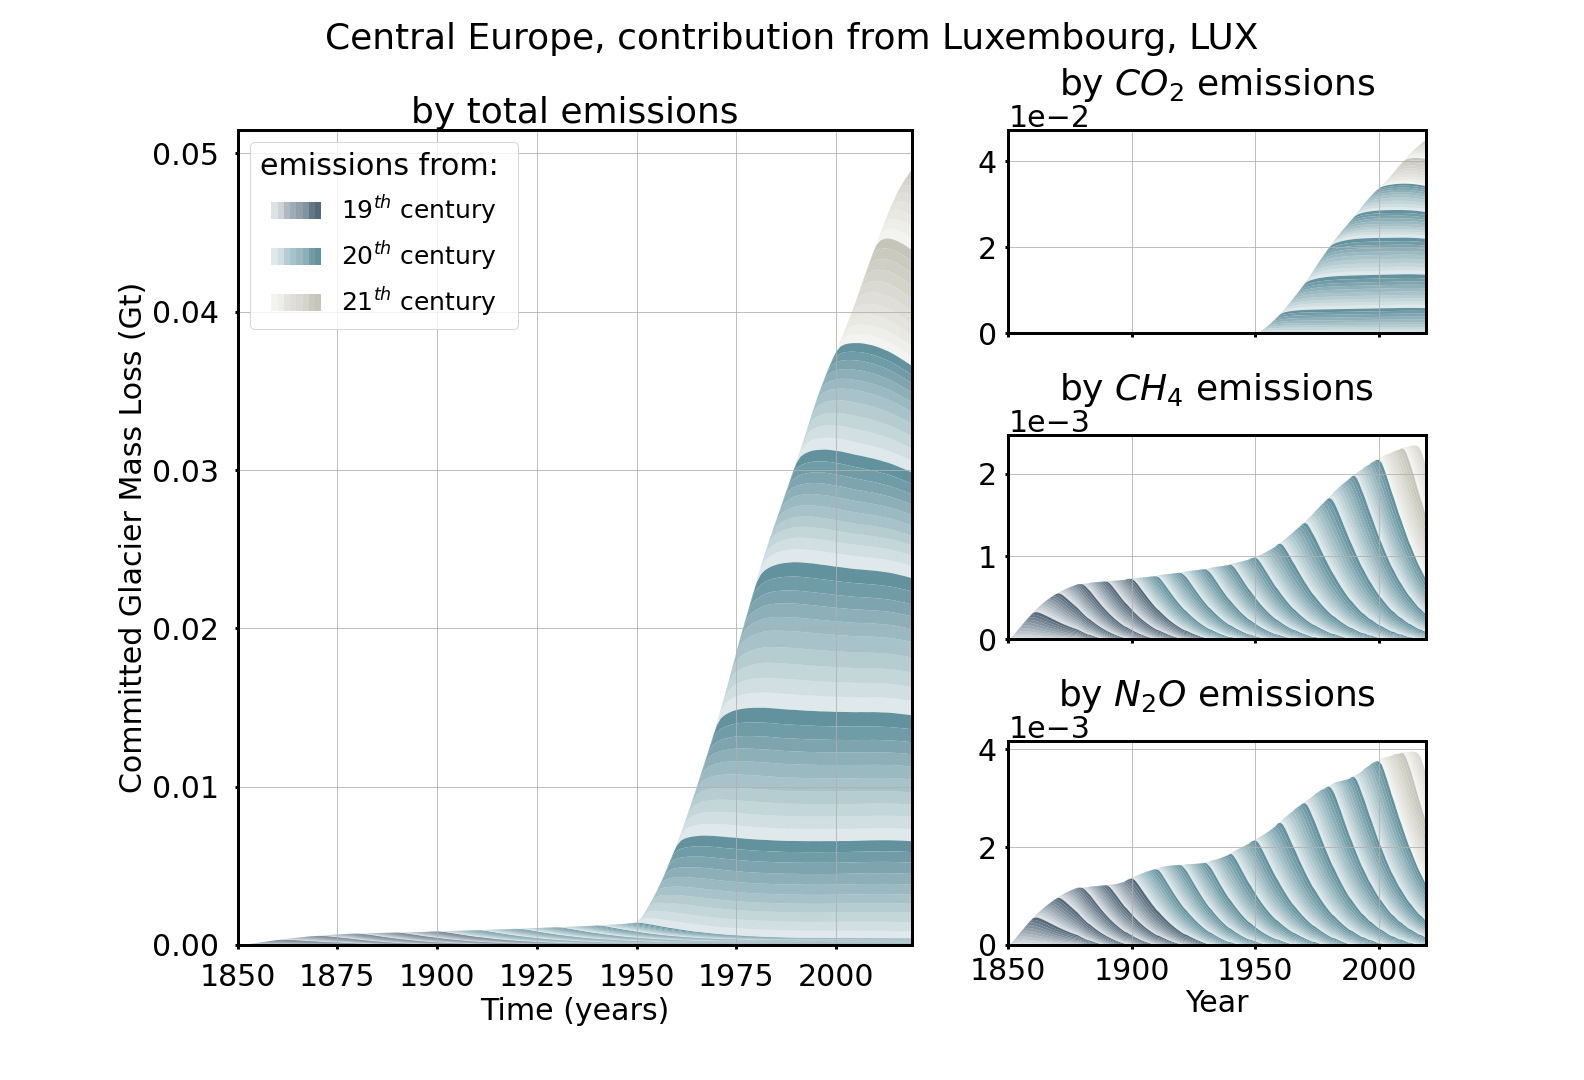 Central Europe, contribution from Luxembourg, LUX
by total emissions
Committed Glacier Mass Loss (Gt)
0.05
0.04
0.03
0.02
0.01
0.00
emissions from:
19th century
20th century
21th century
1850 1875 1900 1925 1950 1975 2000
Time (years)
by CO2 emissions
1e−2
4
2
0
by CH4 emissions
1e−3
2
1
0
by N2O emissions
1e−3
4
2
0
1850 1900 1950 2000
Year